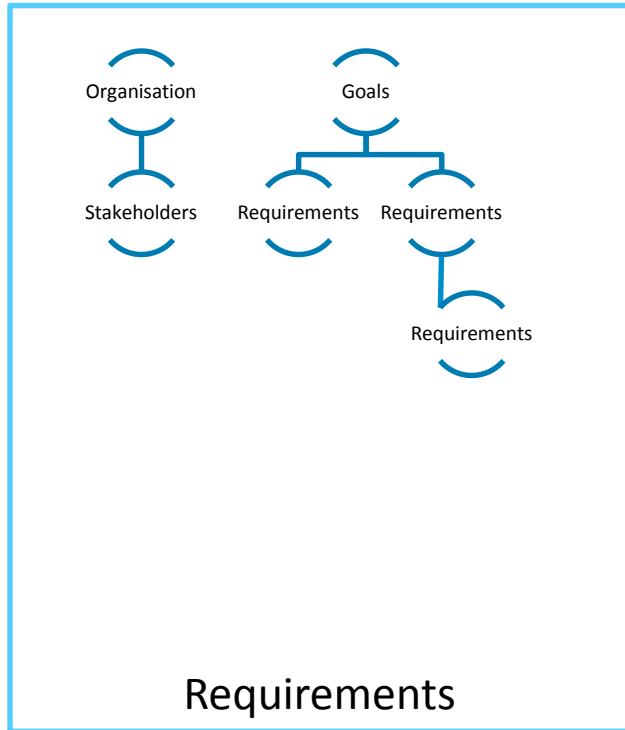 Organisation
Goals
Stakeholders
Requirements
Requirements
Requirements
Requirements